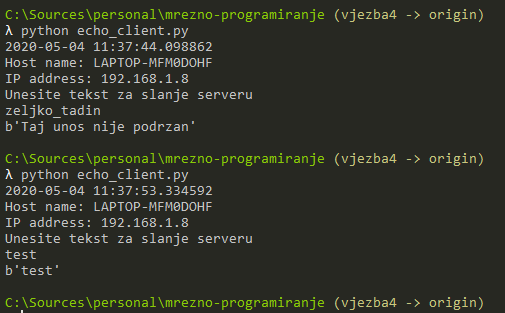 C:\Sources\personal\mrezno-programiranje (vjezba4 -> origin)
λ python echo_client.py
2020-05-04 11:37:44.098862
Host name: LAPTOP-MFM0DOHF
IP address: 192.168.1.8
Unesite tekst za slanje serveru
zeljko_tadin
b'Taj unos nije podrzan'
C:\Sources\personal\mrezno-programiranje (vjezba4 -> origin)
λ python echo_client.py
2020-05-04 11:37:53.334592
Host name: LAPTOP-MFM0DOHF
IP address: 192.168.1.8
Unesite tekst za slanje serveru
test
b'test'
C:\Sources\personal\mrezno-programiranje (vjezba4 -> origin)